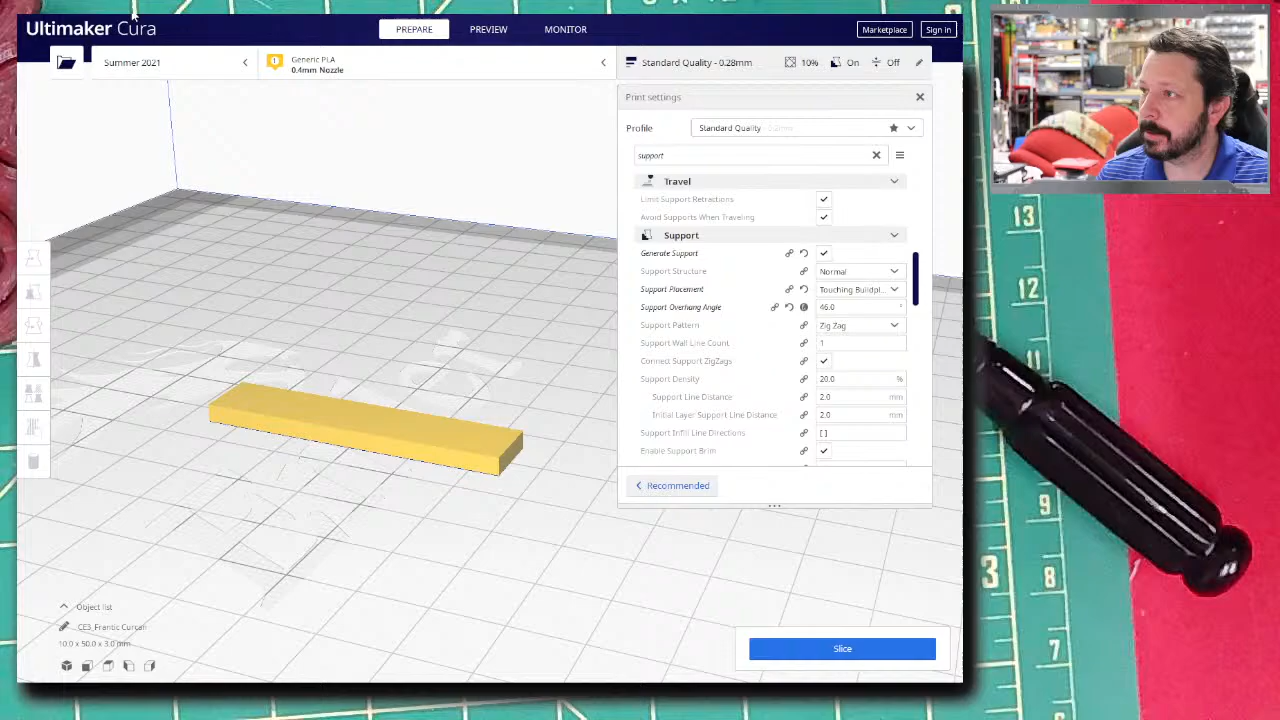 Ultimaker Cura
PREPARE
PREVIEW
MONITOR
Marketplace
Sign in
Summer 2021
1
Generic PLA
0.4mm Nozzle
Standard Quality - 0.28mm
10%
On
Off
Print settings
Profile
Standard Quality - 0.28mm
support
Travel
Limit Support Retractions
Avoid Supports When Traveling
Support
Generate Support
Support Structure
Normal
Support Placement
Touching Buildpl...
Support Overhang Angle
46.0
°
Support Pattern
Zig Zag
Support Wall Line Count
1
Connect Support ZigZags
Support Density
20.0
%
Support Line Distance
2.0
mm
Initial Layer Support Line Distance
2.0
mm
Support Infill Line Directions
[ ]
Enable Support Brim
Recommended
Object list
CE3_Frantic Curcan
10.0 x 50.0 x 3.0 mm
Slice
13
12
11
10
9
3
8
7